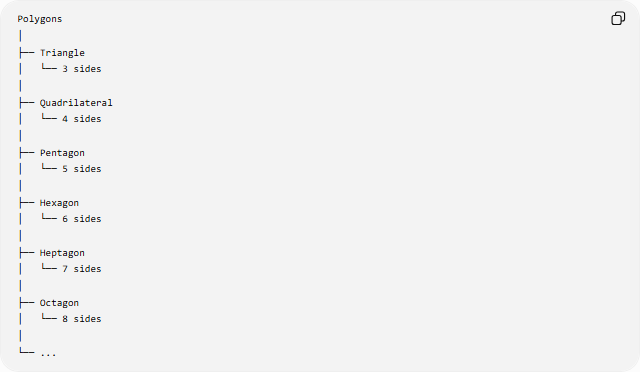 Polygons
│
├── Triangle
│   └── 3 sides
│
├── Quadrilateral
│   └── 4 sides
│
├── Pentagon
│   └── 5 sides
│
├── Hexagon
│   └── 6 sides
│
├── Heptagon
│   └── 7 sides
│
├── Octagon
│   └── 8 sides
│
└── ...